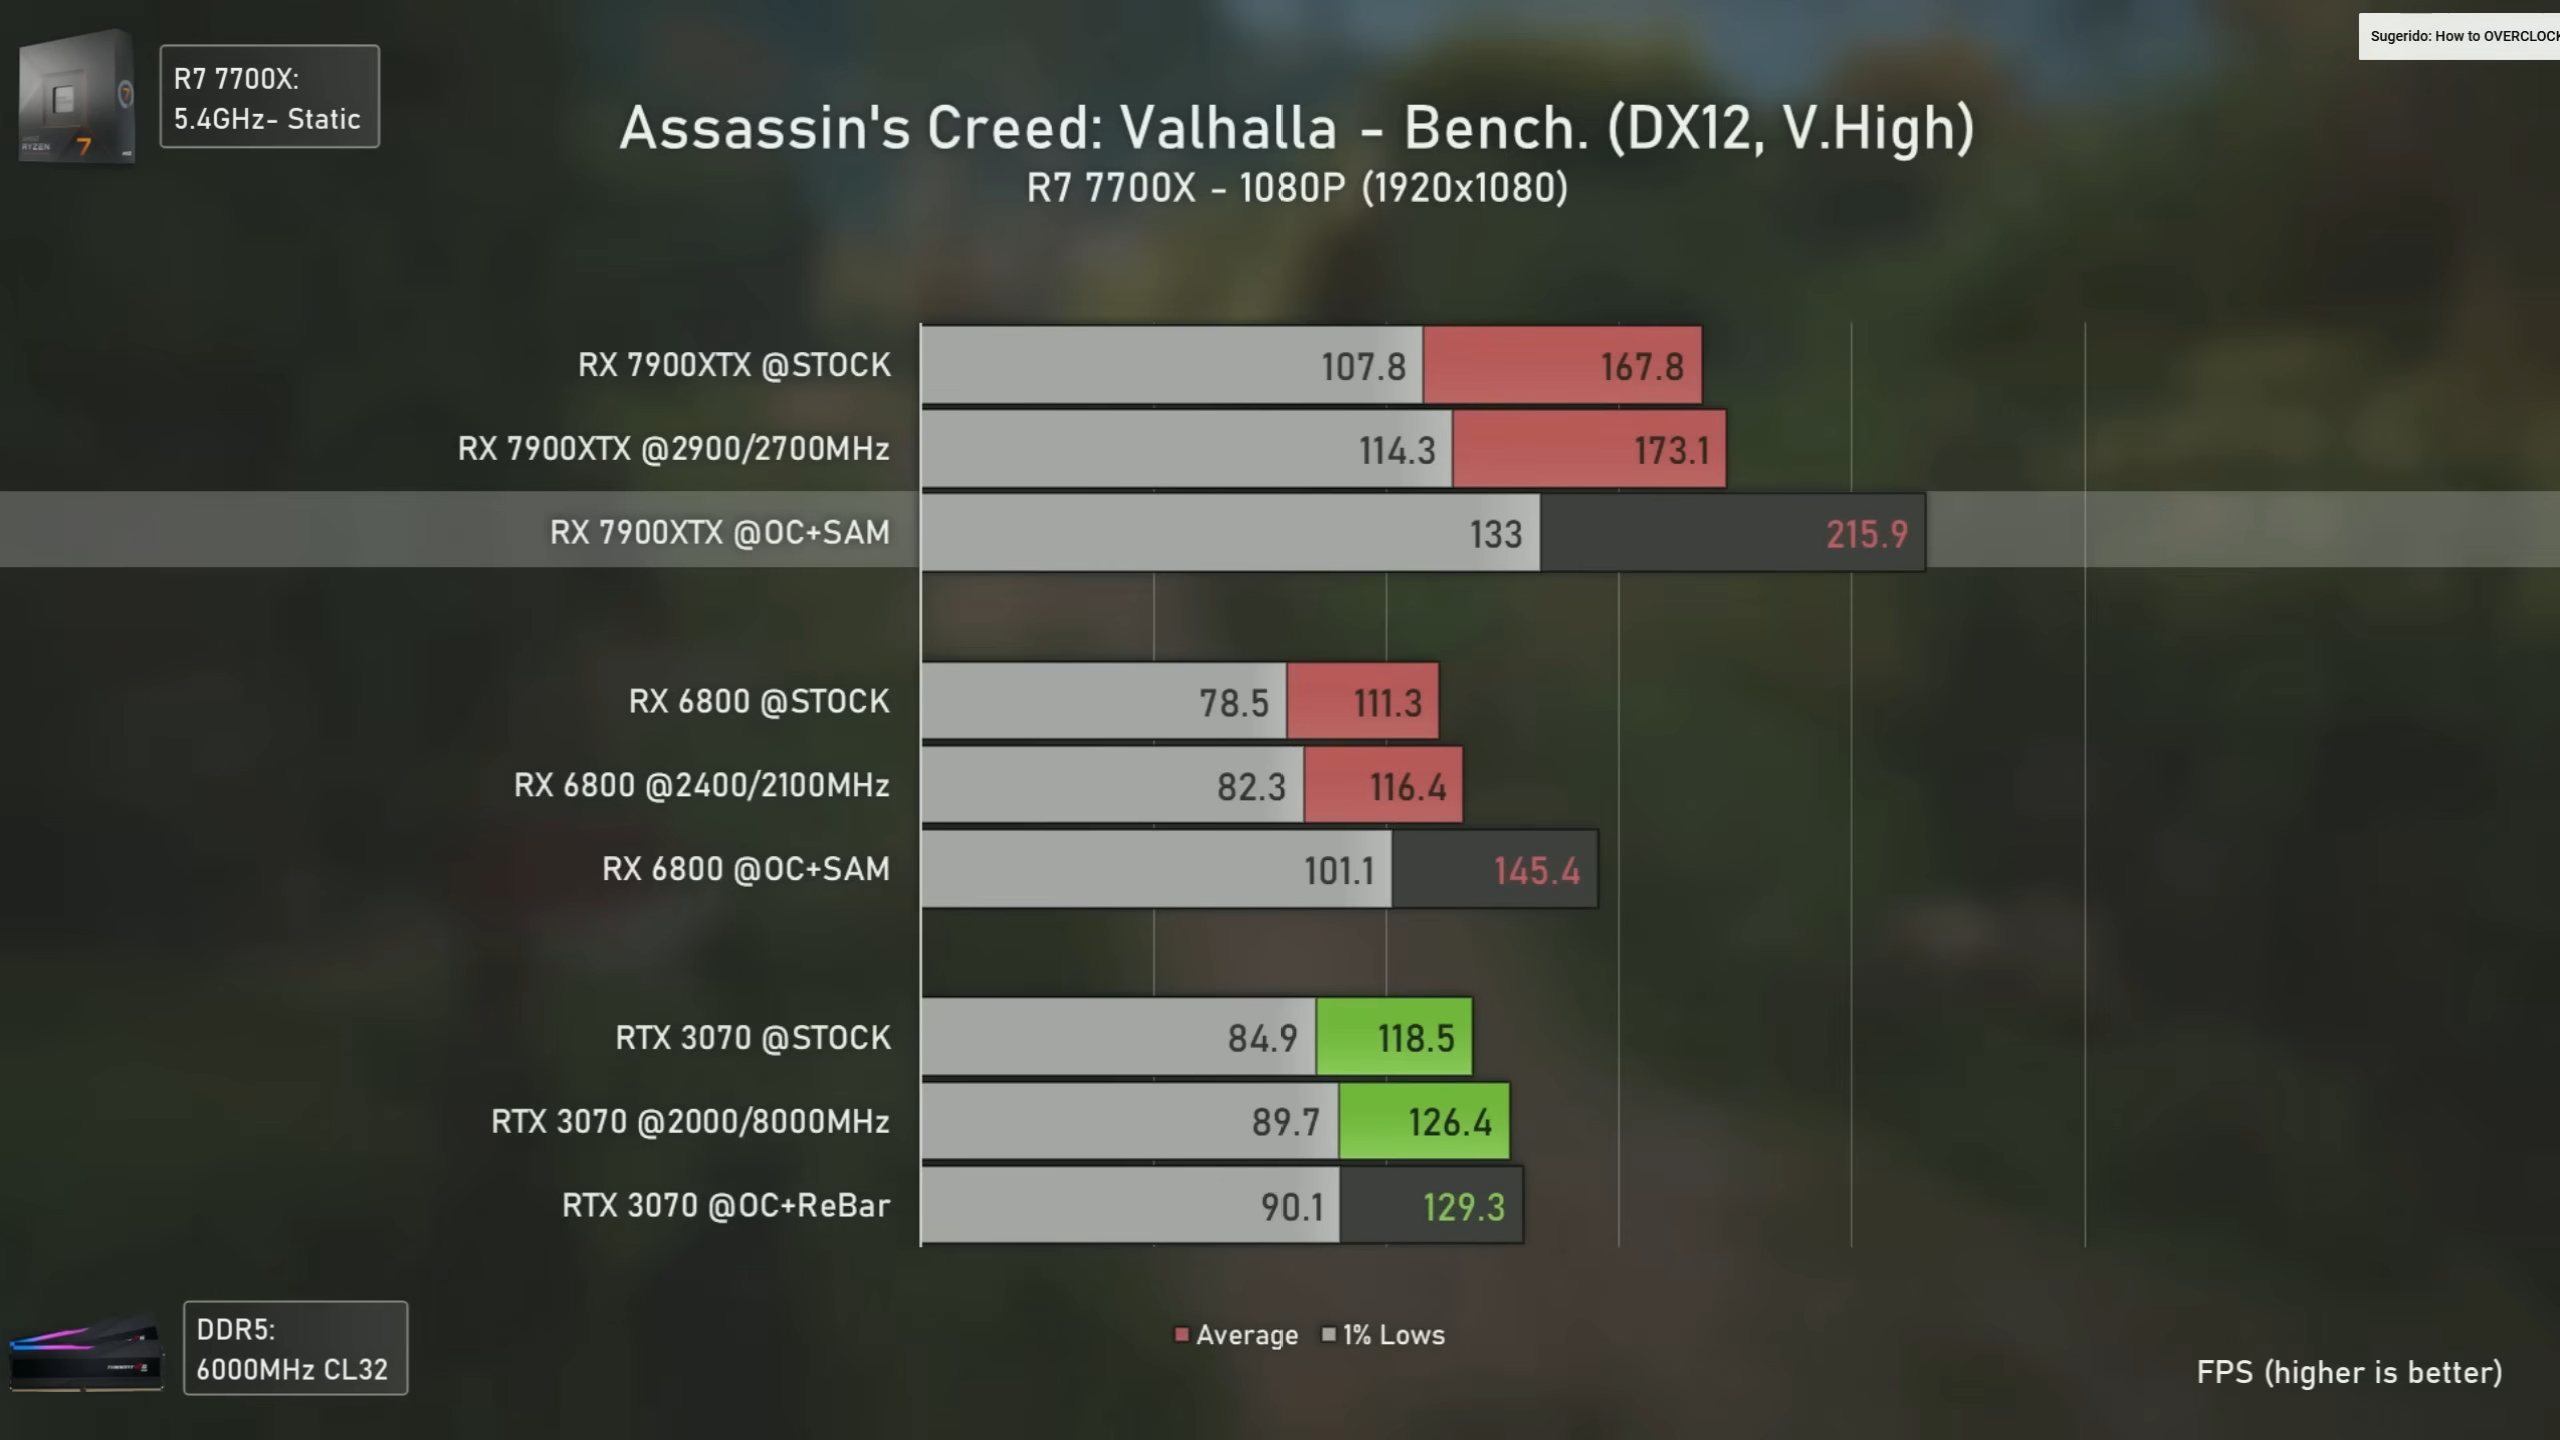 Sugerido: How to OVERCLOCK
R7 7700X:
5.4GHz- Static
RYZEN 7
Assassin's Creed: Valhalla - Bench. (DX12, V.High)
R7 7700X - 1080P (1920x1080)
RX 7900XTX @STOCK 107.8 167.8
RX 7900XTX @2900/2700MHz 114.3 173.1
RX 7900XTX @OC+SAM 133 215.9
RX 6800 @STOCK 78.5 111.3
RX 6800 @2400/2100MHz 82.3 116.4
RX 6800 @OC+SAM 101.1 145.4
RTX 3070 @STOCK 84.9 118.5
RTX 3070 @2000/8000MHz 89.7 126.4
RTX 3070 @OC+ReBar 90.1 129.3
Average 1% Lows
DDR5:
6000MHz CL32
FPS (higher is better)